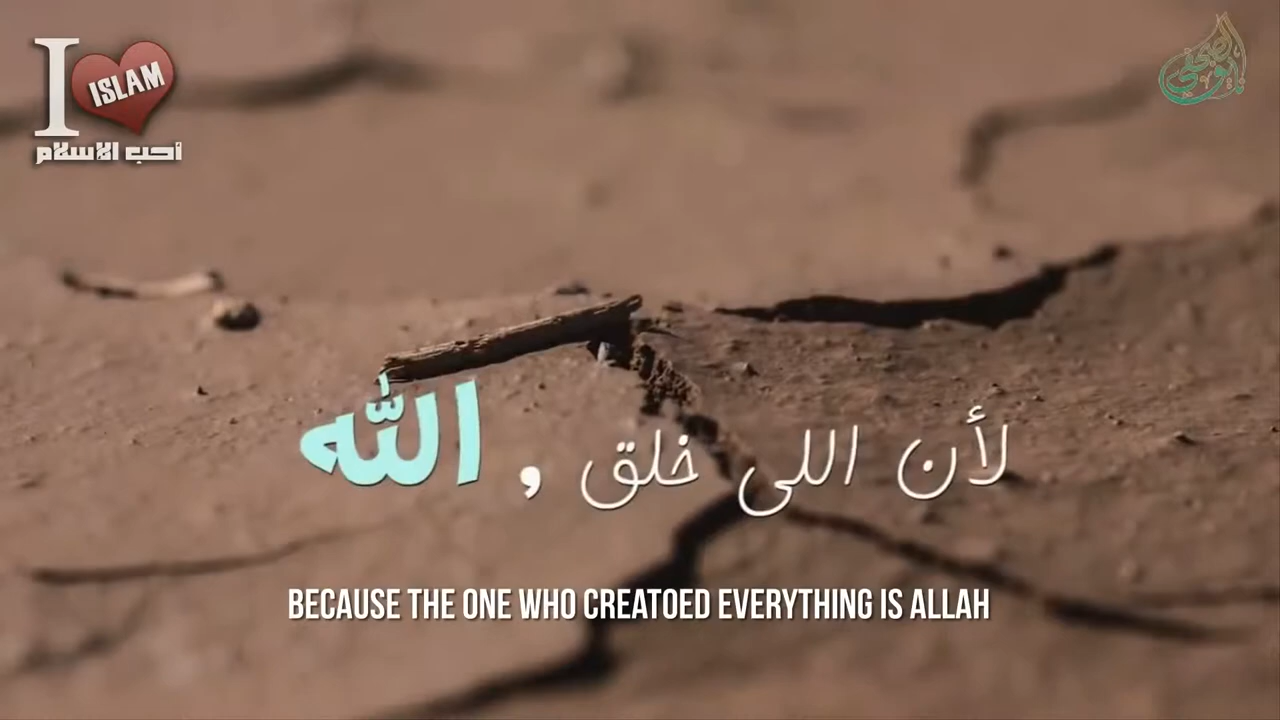 I ISLAM
أحب الاسلام
لأن اللى خلق , الله
BECAUSE THE ONE WHO CREATOED EVERYTHING IS ALLAH